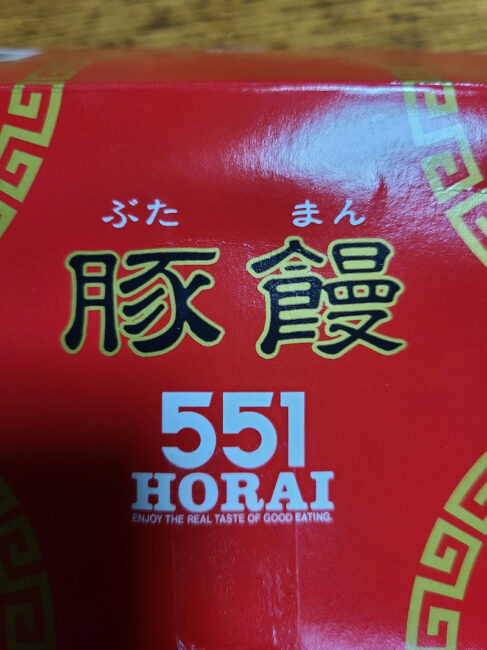 ぶた まん
豚饅
551
HORAI
ENJOY THE REAL TASTE OF GOOD EATING.